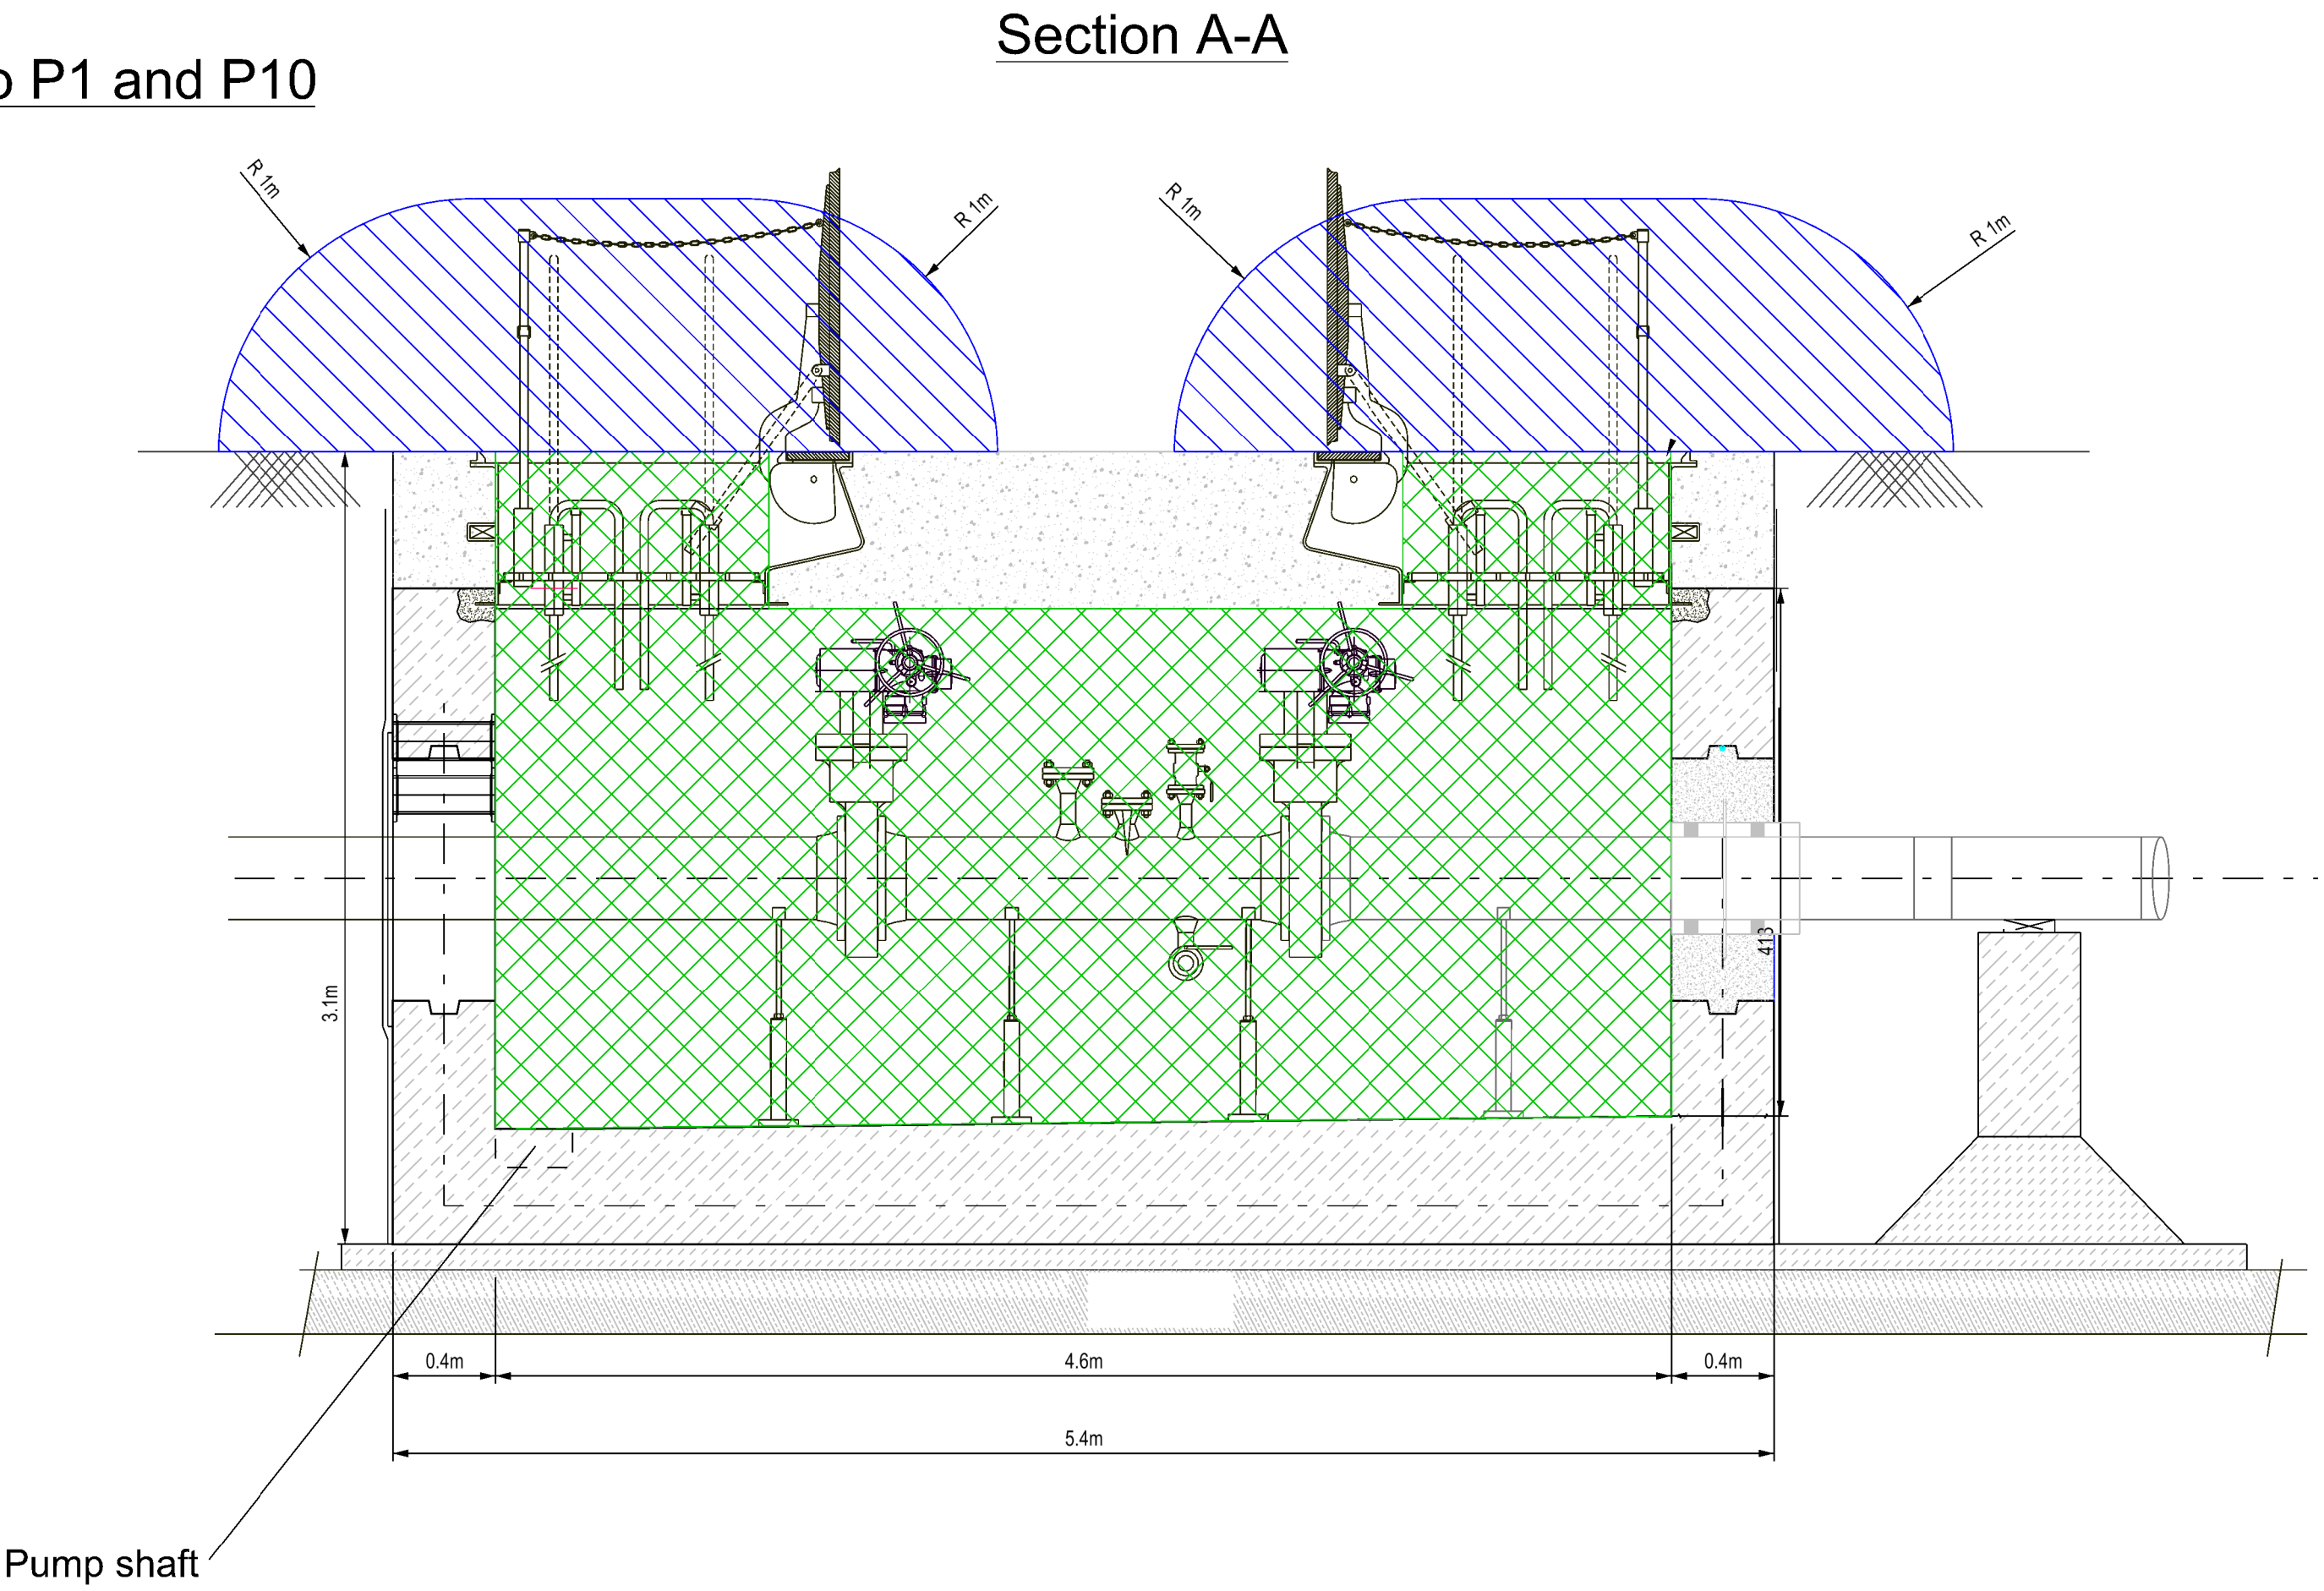 Section A-A
o P1 and P10
R 1m
R 1m
R 1m
R 1m
3.1m
413
0.4m
4.6m
0.4m
5.4m
Pump shaft